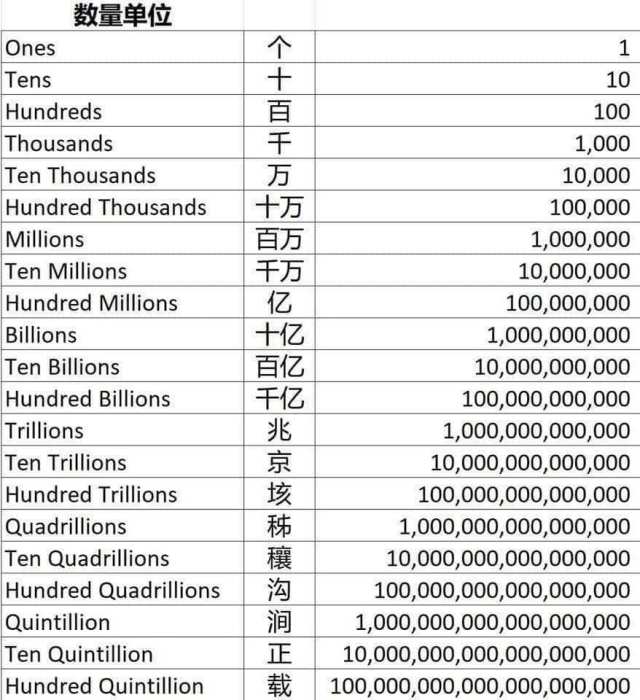 数量单位
Ones 个 1
Tens 十 10
Hundreds 百 100
Thousands 千 1,000
Ten Thousands 万 10,000
Hundred Thousands 十万 100,000
Millions 百万 1,000,000
Ten Millions 千万 10,000,000
Hundred Millions 亿 100,000,000
Billions 十亿 1,000,000,000
Ten Billions 百亿 10,000,000,000
Hundred Billions 千亿 100,000,000,000
Trillions 兆 1,000,000,000,000
Ten Trillions 京 10,000,000,000,000
Hundred Trillions 垓 100,000,000,000,000
Quadrillions 秭 1,000,000,000,000,000
Ten Quadrillions 穰 10,000,000,000,000,000
Hundred Quadrillions 沟 100,000,000,000,000,000
Quintillion 涧 1,000,000,000,000,000,000
Ten Quintillion 正 10,000,000,000,000,000,000
Hundred Quintillion 载 100,000,000,000,000,000,000